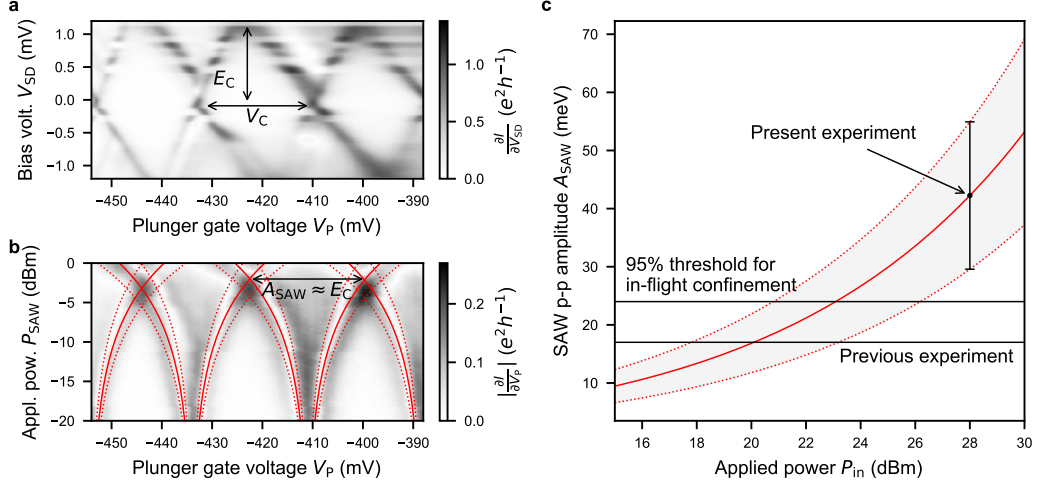 a
Bias volt. V_SD (mV)
1.0
0.5
0.0
−0.5
−1.0
E_C
V_C
−450 −440 −430 −420 −410 −400 −390
Plunger gate voltage V_P (mV)
1.0
0.5
0.0
∂I/∂V_SD (e²h⁻¹)
b
Appl. pow. P_SAW (dBm)
0
−5
−10
−15
−20
A_SAW ≈ E_C
−450 −440 −430 −420 −410 −400 −390
Plunger gate voltage V_P (mV)
0.2
0.1
0.0
|∂I/∂V_P| (e²h⁻¹)
c
SAW p-p amplitude A_SAW (meV)
70
60
50
40
30
20
10
Present experiment
95% threshold for
in-flight confinement
Previous experiment
16 18 20 22 24 26 28 30
Applied power P_in (dBm)